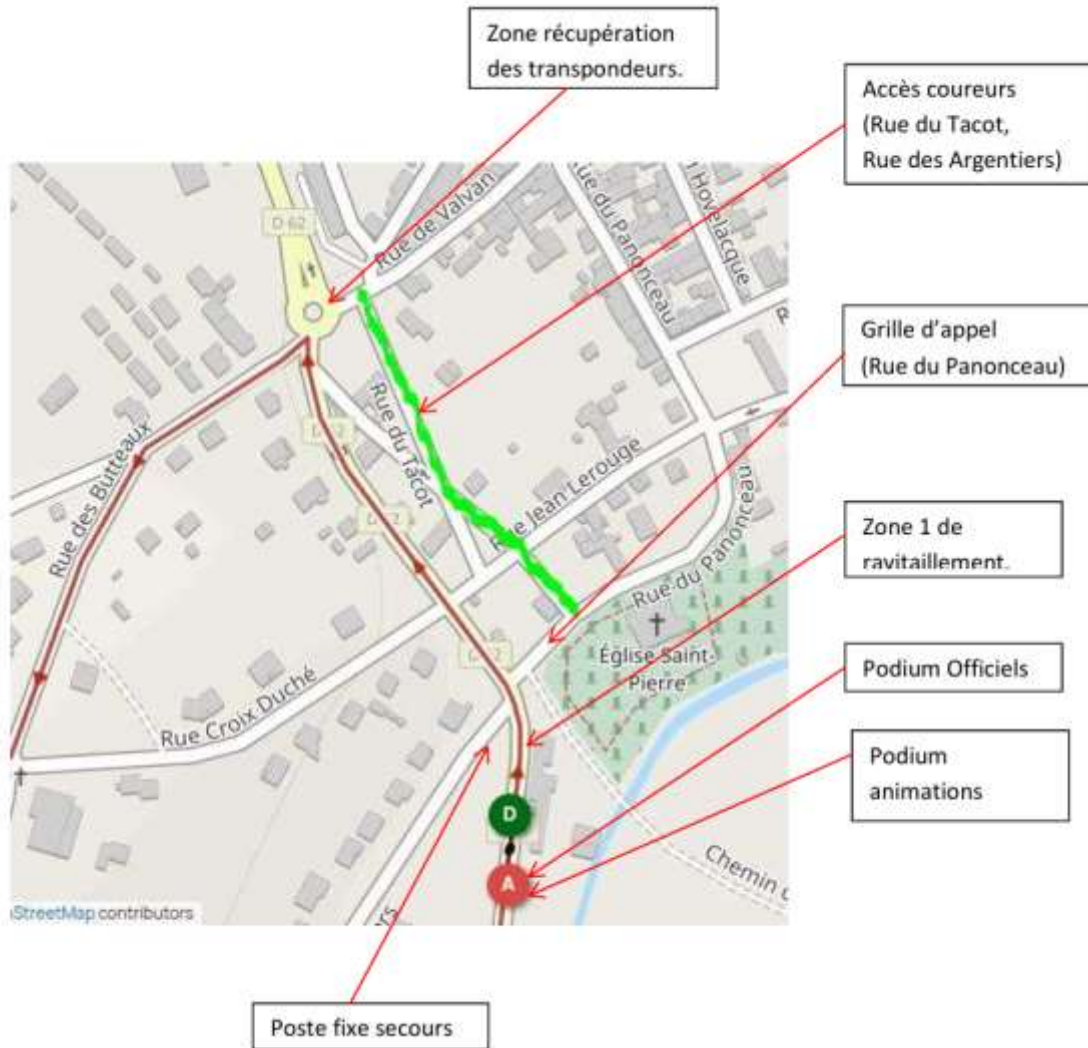 Zone récupération
des transpondeurs.
Accès coureurs
(Rue du Tacot,
Rue des Argentiers)
Grille d'appel
(Rue du Panonceau)
Zone 1 de
ravitaillement.
Podium Officiels
Podium
animations
Poste fixe secours
D 62
Rue de Valvan
Rue du Panonceau
Hovelacque
Rue du Tacot
Rue Jean Lerouge
Rue des Butteaux
Rue du Panonceau
Église Saint-
Pierre
Rue Croix Duché
D
A
Chemin
StreetMap contributors